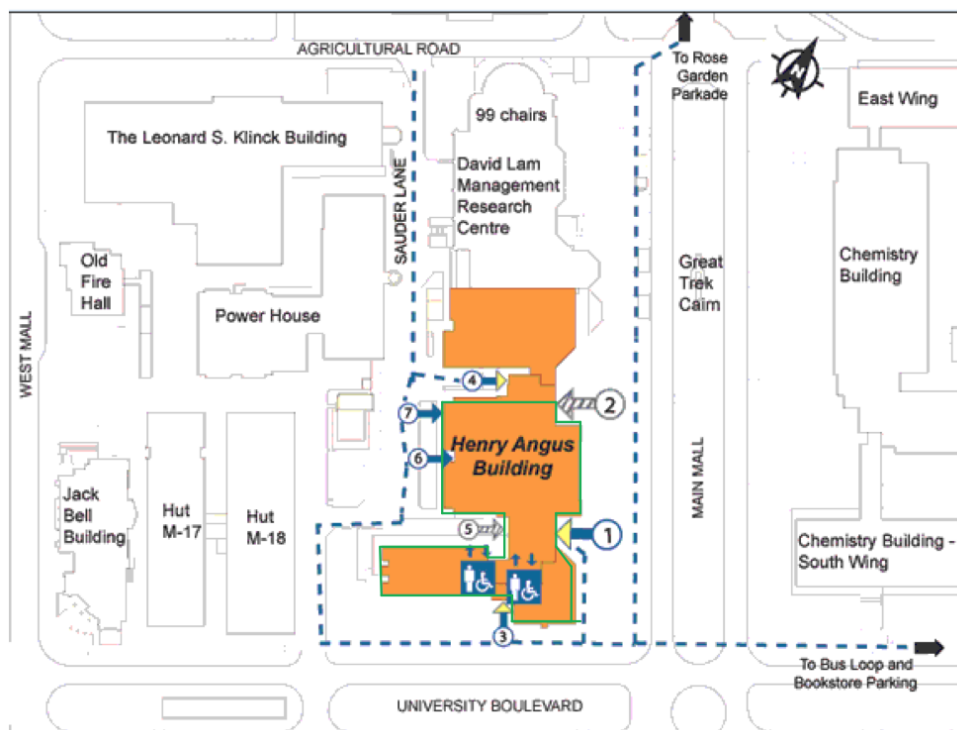 AGRICULTURAL ROAD
To Rose
Garden
Parkade
N
East Wing
99 chairs
The Leonard S. Klinck Building
David Lam
Management
Research
Centre
SAUDER LANE
Old
Fire
Hall
Power House
Great
Trek
Cairn
Chemistry
Building
WEST MALL
4
2
7
Henry Angus
Building
6
MAIN MALL
Jack
Bell
Building
Hut
M-17
Hut
M-18
5
1
Chemistry Building -
South Wing
3
To Bus Loop and
Bookstore Parking
UNIVERSITY BOULEVARD